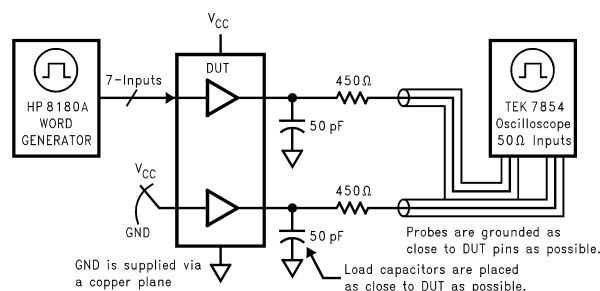 V_CC
DUT
7-Inputs
HP 8180A
WORD
GENERATOR
450Ω
50 pF
TEK 7854
Oscilloscope
50Ω Inputs
V_CC
GND
450Ω
50 pF
Probes are grounded as
close to DUT pins as possible.
GND is supplied via
a copper plane
Load capacitors are placed
as close to DUT as possible.